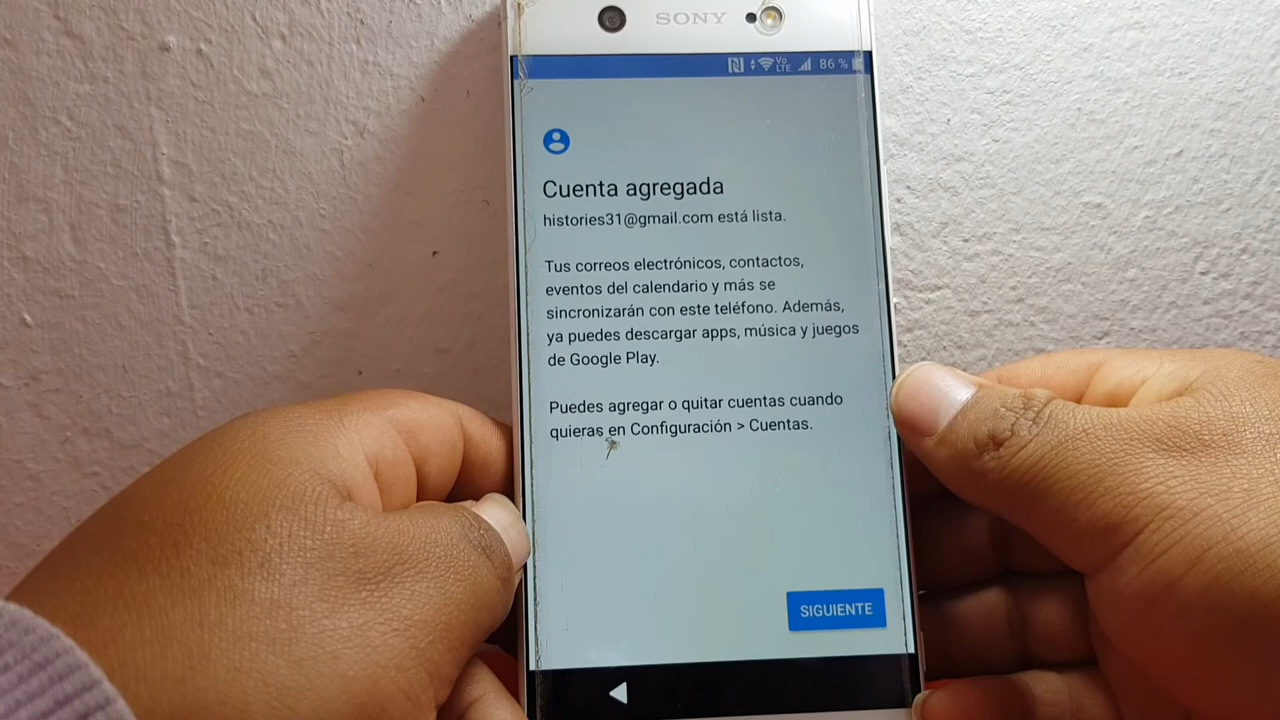 SONY
Vo
LTE
86 %
Cuenta agregada
histories31@gmail.com está lista.
Tus correos electrónicos, contactos,
eventos del calendario y más se
sincronizarán con este teléfono. Además,
ya puedes descargar apps, música y juegos
de Google Play.
Puedes agregar o quitar cuentas cuando
quieras en Configuración > Cuentas.
SIGUIENTE